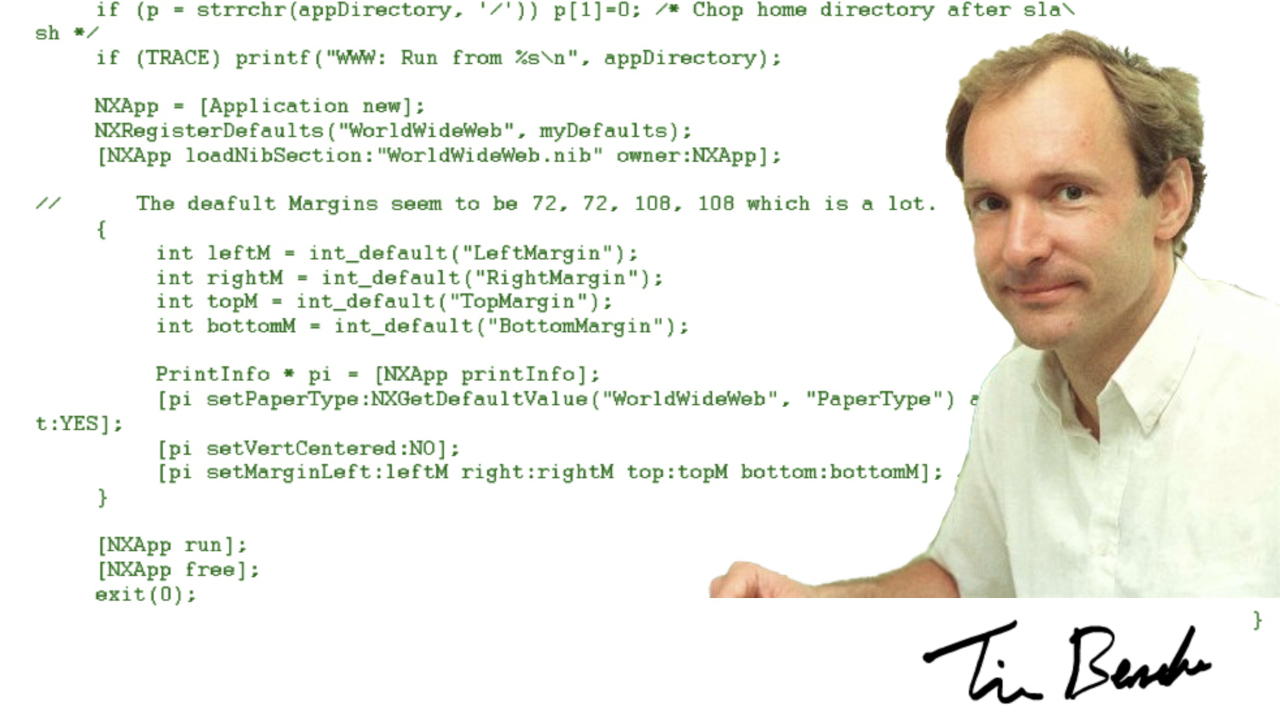 if (p = strrchr(appDirectory, '/')) p[1]=0; /* Chop home directory after sla\
sh */
if (TRACE) printf("WWW: Run from %s\n", appDirectory);
NXApp = [Application new];
NXRegisterDefaults("WorldWideWeb", myDefaults);
[NXApp loadNibSection:"WorldWideWeb.nib" owner:NXApp];
// The deafult Margins seem to be 72, 72, 108, 108 which is a lot.
{
int leftM = int_default("LeftMargin");
int rightM = int_default("RightMargin");
int topM = int_default("TopMargin");
int bottomM = int_default("BottomMargin");
PrintInfo * pi = [NXApp printInfo];
[pi setPaperType:NXGetDefaultValue("WorldWideWeb", "PaperType") a
t:YES];
[pi setVertCentered:NO];
[pi setMarginLeft:leftM right:rightM top:topM bottom:bottomM];
}
[NXApp run];
[NXApp free];
exit(0);
}
Tim